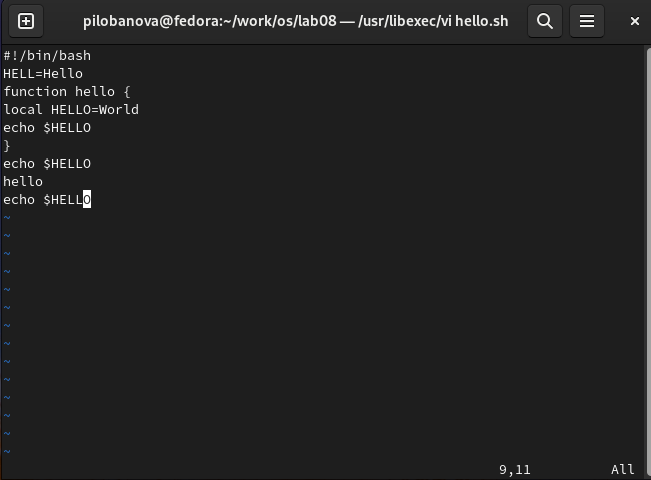 pilobanova@fedora:~/work/os/lab08 — /usr/libexec/vi hello.sh
#!/bin/bash
HELL=Hello
function hello {
local HELLO=World
echo $HELLO
}
echo $HELLO
hello
echo $HELLO
~
~
~
~
~
~
~
~
~
~
~
~
~
~
9,11 All